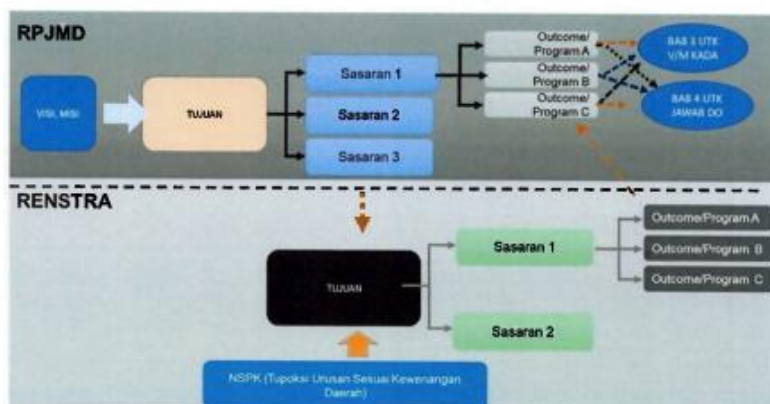 RPJMD
VISI, MISI
TUJUAN
Sasaran 1
Sasaran 2
Sasaran 3
Outcome/
Program A
Outcome/
Program B
Outcome/
Program C
BAB 3 UTK
V/M KADA
BAB 4 UTK
JAWAB DO
RENSTRA
TUJUAN
Sasaran 1
Sasaran 2
Outcome/Program A
Outcome/Program B
Outcome/Program C
NSPK (Tupoksi Urusan Sesuai Kewenangan
Daerah)